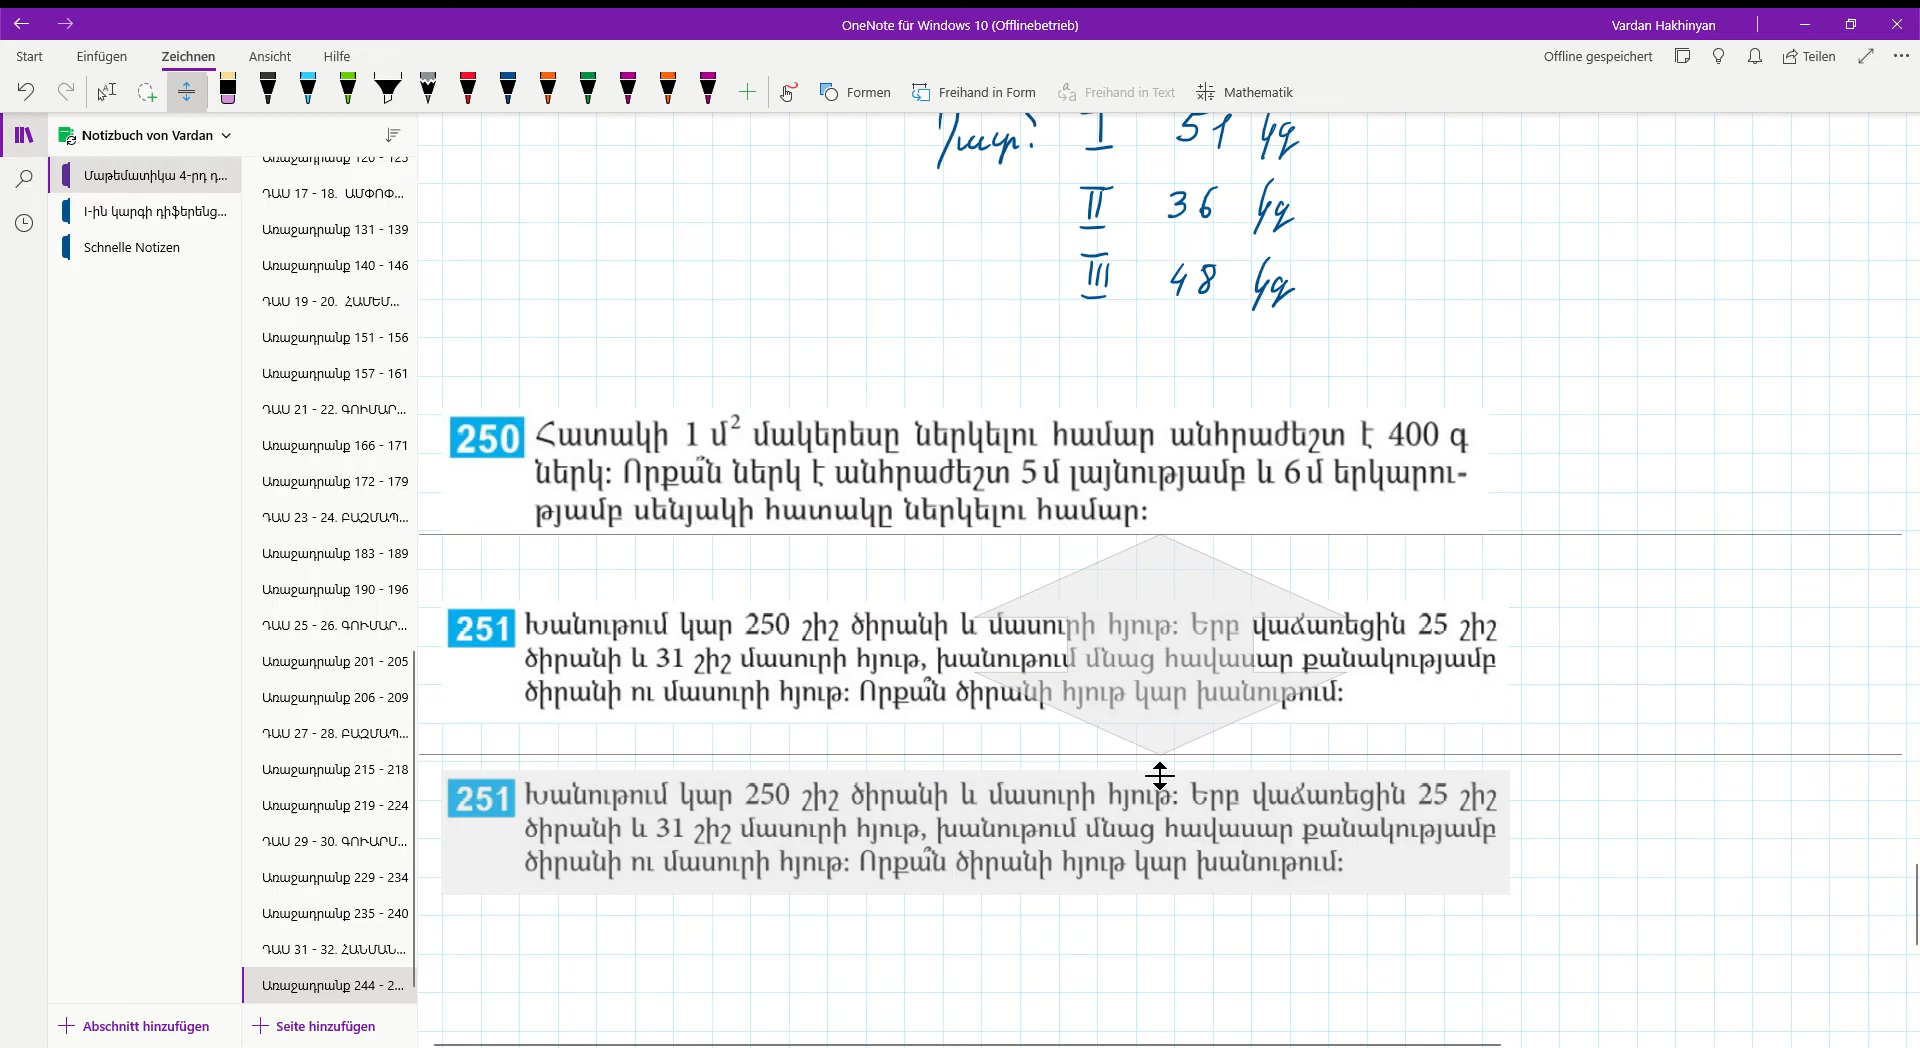 OneNote für Windows 10 (Offlinebetrieb)
Vardan Hakhinyan
Start Einfügen Zeichnen Ansicht Hilfe
Offline gespeichert
Teilen
Formen Freihand in Form Freihand in Text Mathematik
Notizbuch von Vardan
Մաթեմատիկա 4-րդ դ...
I-ին կարգի դիֆերենց...
Schnelle Notizen
Առաջադրանք 120 - 125
ԴԱՍ 17 - 18. ԱՄՓՈՓ...
Առաջադրանք 131 - 139
Առաջադրանք 140 - 146
ԴԱՍ 19 - 20. ՀԱՄԵՄ...
Առաջադրանք 151 - 156
Առաջադրանք 157 - 161
ԴԱՍ 21 - 22. ԳՈՒՄԱՐ...
Առաջադրանք 166 - 171
Առաջադրանք 172 - 179
ԴԱՍ 23 - 24. ԲԱԶՄԱՊ...
Առաջադրանք 183 - 189
Առաջադրանք 190 - 196
ԴԱՍ 25 - 26. ԳՈՒՄԱՐ...
Առաջադրանք 201 - 205
Առաջադրանք 206 - 209
ԴԱՍ 27 - 28. ԲԱԶՄԱՊ...
Առաջադրանք 215 - 218
Առաջադրանք 219 - 224
ԴԱՍ 29 - 30. ԳՈՒԱՐՄ...
Առաջադրանք 229 - 234
Առաջադրանք 235 - 240
ԴԱՍ 31 - 32. ՀԱՆՄԱՆ...
Առաջադրանք 244 - 2...
Abschnitt hinzufügen
Seite hinzufügen
Պատ՝ I 51 կգ
II 36 կգ
III 48 կգ
250 Հատակի 1 մ² մակերեսը ներկելու համար անհրաժեշտ է 400 գ
ներկ: Որքա՞ն ներկ է անհրաժեշտ 5 մ լայնությամբ և 6 մ երկարու-
թյամբ սենյակի հատակը ներկելու համար:
251 Խանութում կար 250 շիշ ծիրանի և մասուրի հյութ: Երբ վաճառեցին 25 շիշ
ծիրանի և 31 շիշ մասուրի հյութ, խանութում մնաց հավասար քանակությամբ
ծիրանի ու մասուրի հյութ: Որքա՞ն ծիրանի հյութ կար խանութում:
251 Խանութում կար 250 շիշ ծիրանի և մասուրի հյութ: Երբ վաճառեցին 25 շիշ
ծիրանի և 31 շիշ մասուրի հյութ, խանութում մնաց հավասար քանակությամբ
ծիրանի ու մասուրի հյութ: Որքա՞ն ծիրանի հյութ կար խանութում: